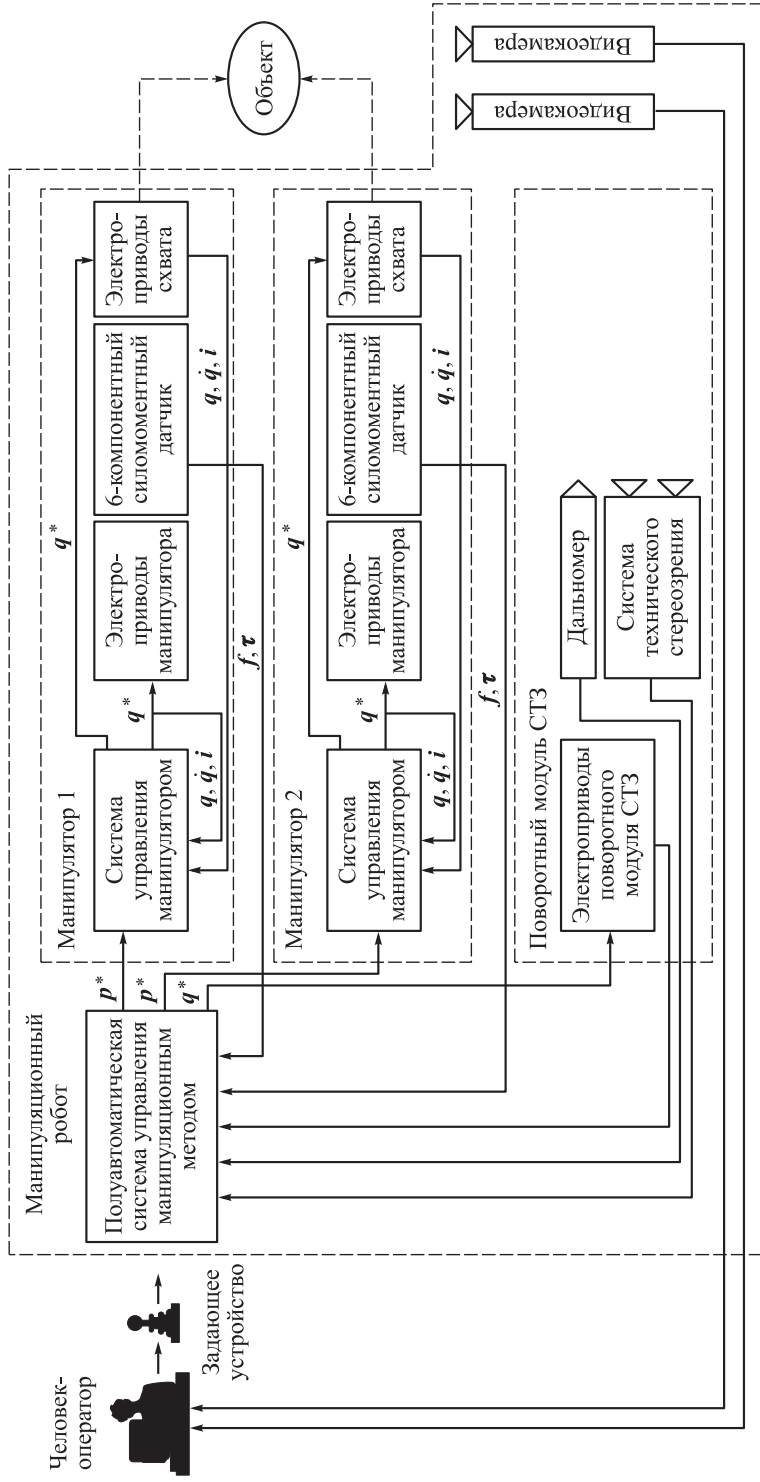 Человек-
оператор
Задающее
устройство
Манипуляционный
робот
Полуавтоматическая
система управления
манипуляционным
методом
p*
p*
q*
Манипулятор 1
Система
управления
манипулятором
q*
q, q̇, i
Электро-
приводы
манипулятора
q*
6-компонентный
силомоментный
датчик
Электро-
приводы
схвата
q, q̇, i
f, τ
Манипулятор 2
Система
управления
манипулятором
q*
q, q̇, i
Электро-
приводы
манипулятора
q*
6-компонентный
силомоментный
датчик
Электро-
приводы
схвата
q, q̇, i
f, τ
Объект
Поворотный модуль СТЗ
Электроприводы
поворотного
модуля СТЗ
Дальномер
Система
технического
стереозрения
Видеокамера
Видеокамера